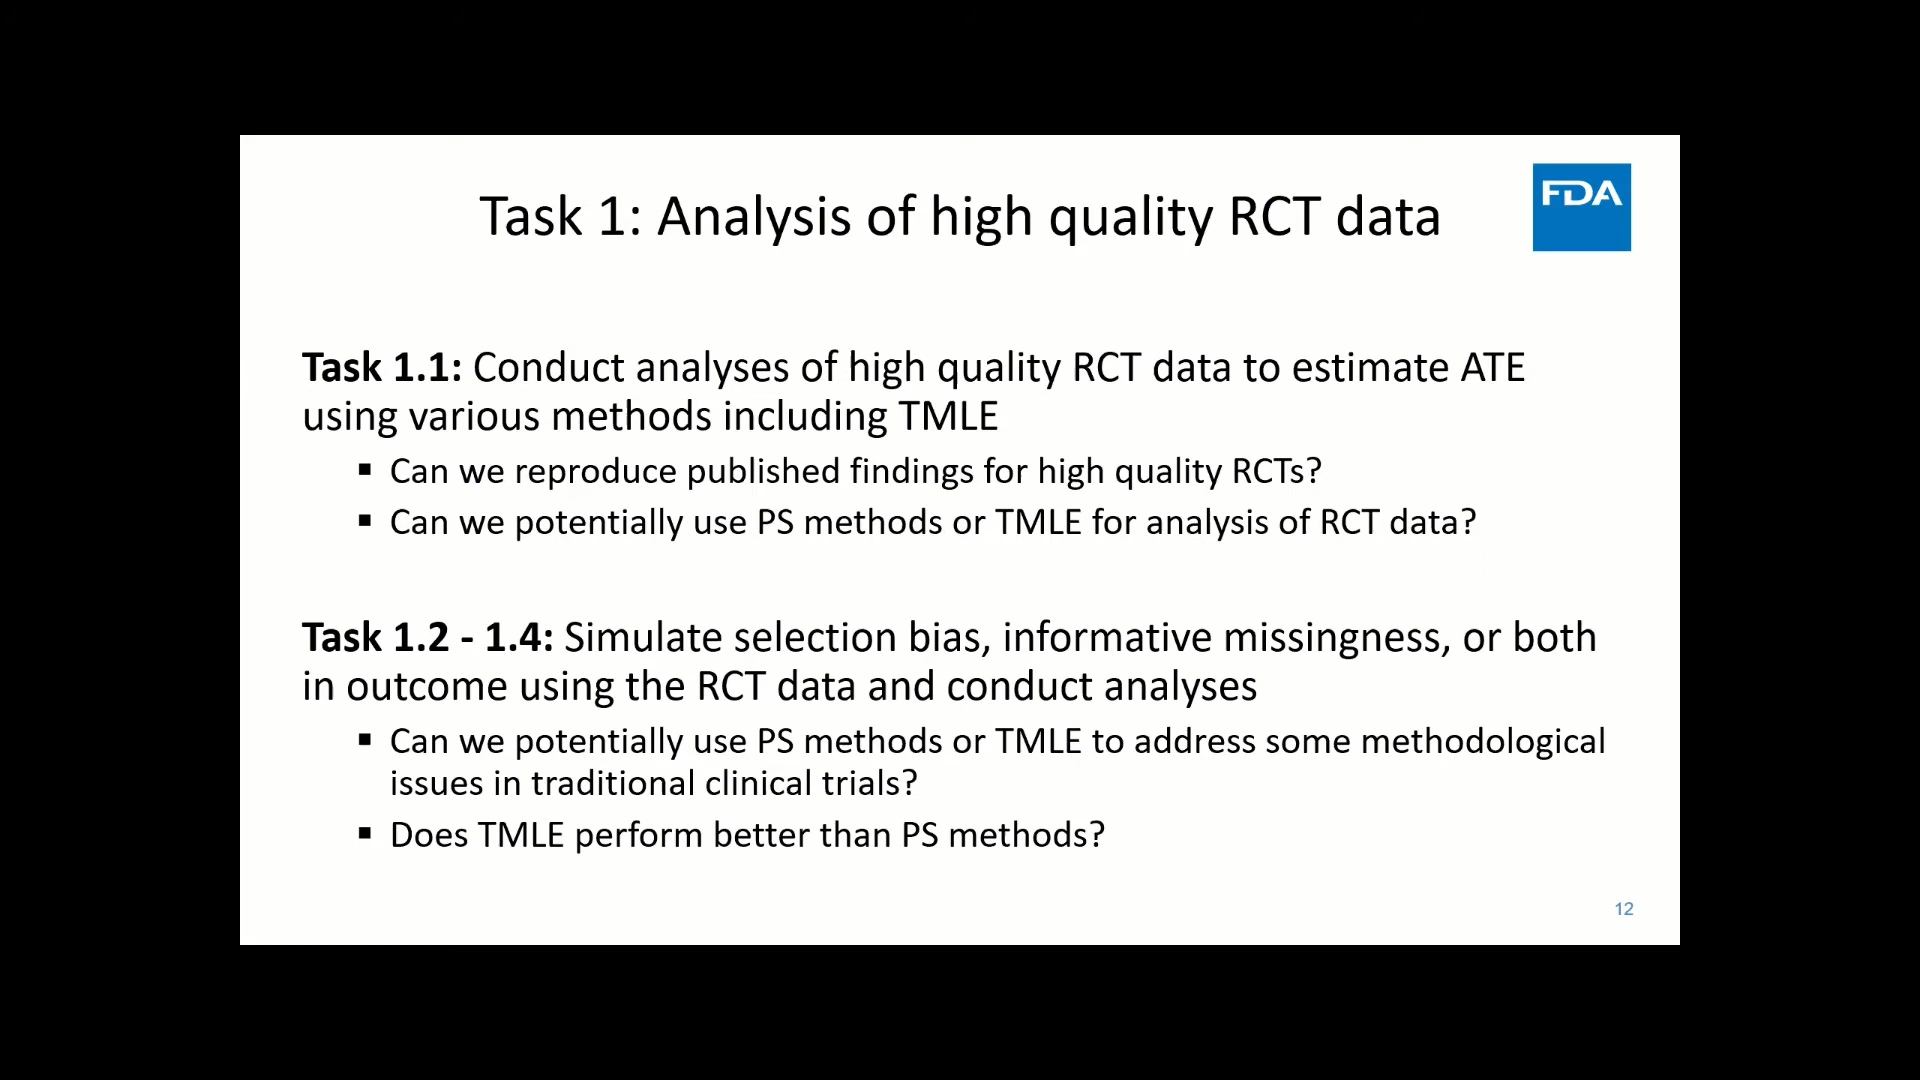 Task 1: Analysis of high quality RCT data
FDA
Task 1.1: Conduct analyses of high quality RCT data to estimate ATE
using various methods including TMLE
▪ Can we reproduce published findings for high quality RCTs?
▪ Can we potentially use PS methods or TMLE for analysis of RCT data?
Task 1.2 - 1.4: Simulate selection bias, informative missingness, or both
in outcome using the RCT data and conduct analyses
▪ Can we potentially use PS methods or TMLE to address some methodological
issues in traditional clinical trials?
▪ Does TMLE perform better than PS methods?
12